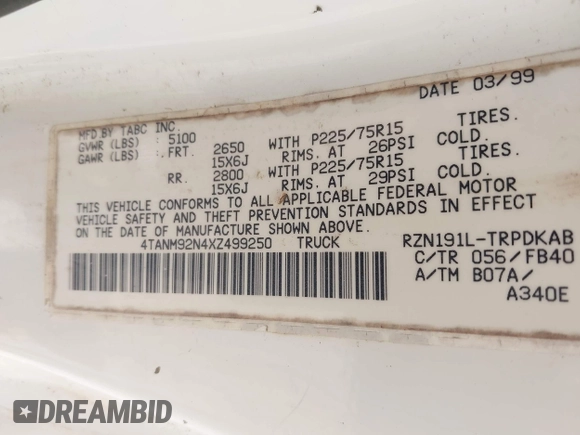 DATE 03/99
MFD.BY TABC INC.
GVWR (LBS) : 5100
GAWR (LBS) : FRT. 2650 WITH P225/75R15 TIRES.
15X6J RIMS. AT 26PSI COLD.
RR. 2800 WITH P225/75R15 TIRES.
15X6J RIMS. AT 29PSI COLD.
THIS VEHICLE CONFORMS TO ALL APPLICABLE FEDERAL MOTOR
VEHICLE SAFETY AND THEFT PREVENTION STANDARDS IN EFFECT
ON THE DATE OF MANUFACTURE SHOWN ABOVE.
4TANM92N4XZ499250 TRUCK RZN191L-TRPDKAB
C/TR 056/FB40
A/TM B07A/
A340E
DREAMBID